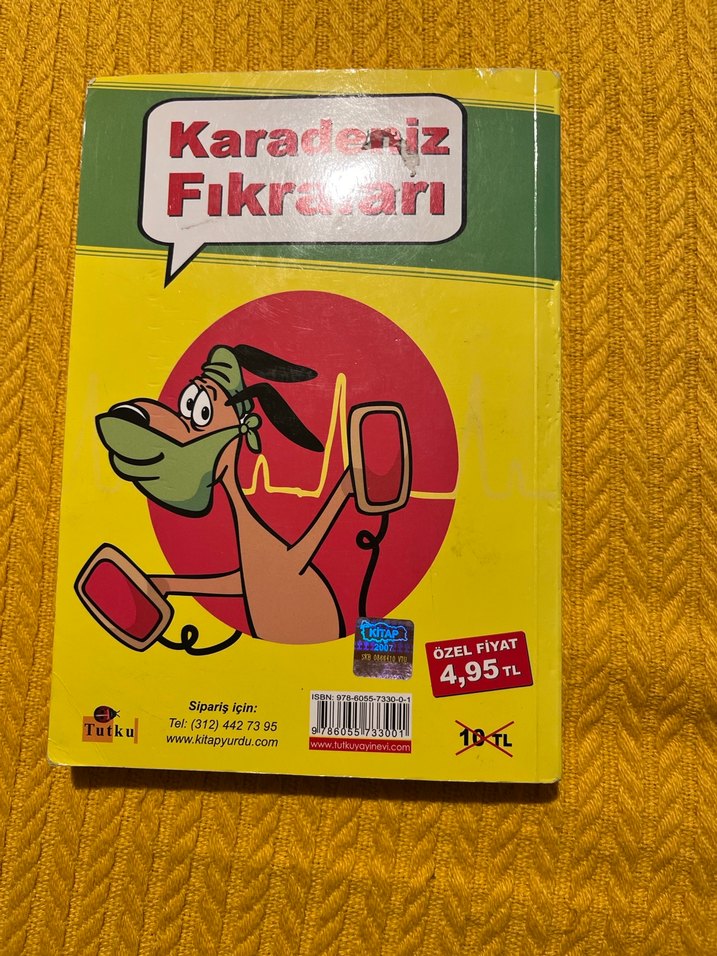 Karadeniz
Fıkraları
KİTAP
2007
ÖZEL FİYAT
4,95 TL
Sipariş için:
Tel: (312) 442 73 95
www.kitapyurdu.com
Tutku
ISBN: 978-6055-7330-0-1
9 786055 733001
www.tutkuyayinevi.com
10 TL